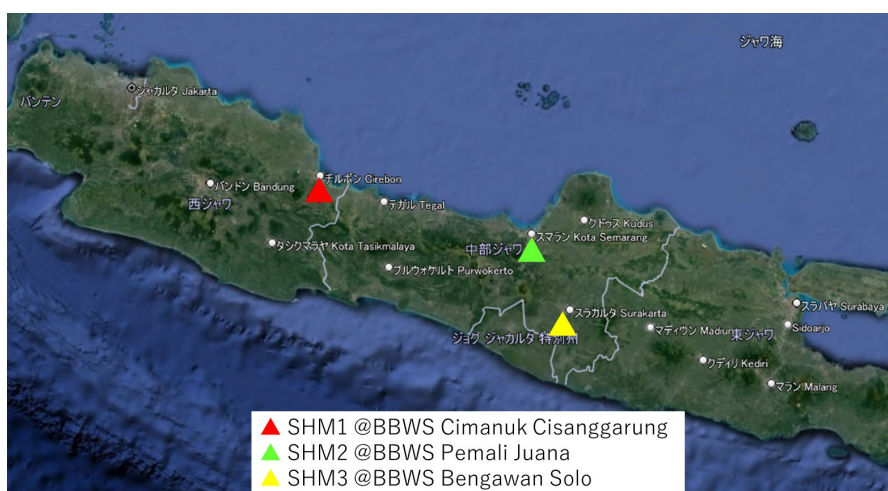 ジャワ海
ジャカルタ Jakarta
バンテン
チルボン Cirebon
バンドン Bandung
西ジャワ
テガル Tegal
クドゥス Kudus
スマラン Kota Semarang
中部ジャワ
タシクマラヤ Kota Tasikmalaya
プルウォケルト Purwokerto
スラバヤ Surabaya
スラカルタ Surakarta
マディウン Madiun
東ジャワ
Sidoarjo
ジョグジャカルタ 特別州
クディリ Kediri
マラン Malang
SHM1 @BBWS Cimanuk Cisanggarung
SHM2 @BBWS Pemali Juana
SHM3 @BBWS Bengawan Solo